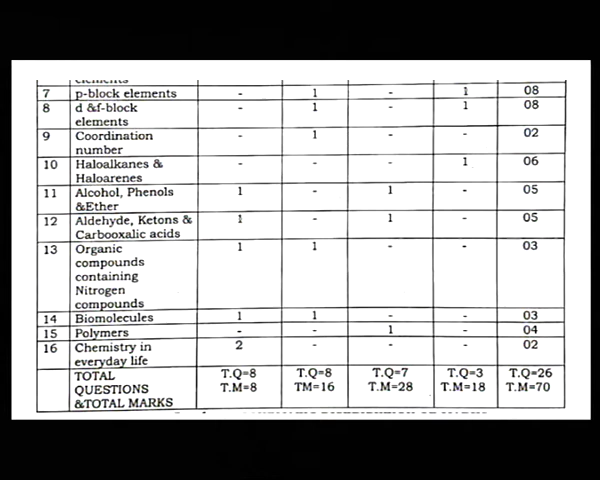 elements
7 p-block elements - 1 - 1 08
8 d &f-block - 1 - 1 08
elements
9 Coordination - 1 - - 02
number
10 Haloalkanes & - - - 1 06
Haloarenes
11 Alcohol, Phenols 1 - 1 - 05
&Ether
12 Aldehyde, Ketons & 1 - 1 - 05
Carbooxalic acids
13 Organic 1 1 - - 03
compounds
containing
Nitrogen
compounds
14 Biomolecules 1 1 - - 03
15 Polymers - - 1 - 04
16 Chemistry in 2 - - - 02
everyday life
TOTAL T.Q=8 T.Q=8 T.Q=7 T.Q=3 T.Q=26
QUESTIONS T.M=8 TM=16 T.M=28 T.M=18 T.M=70
&TOTAL MARKS